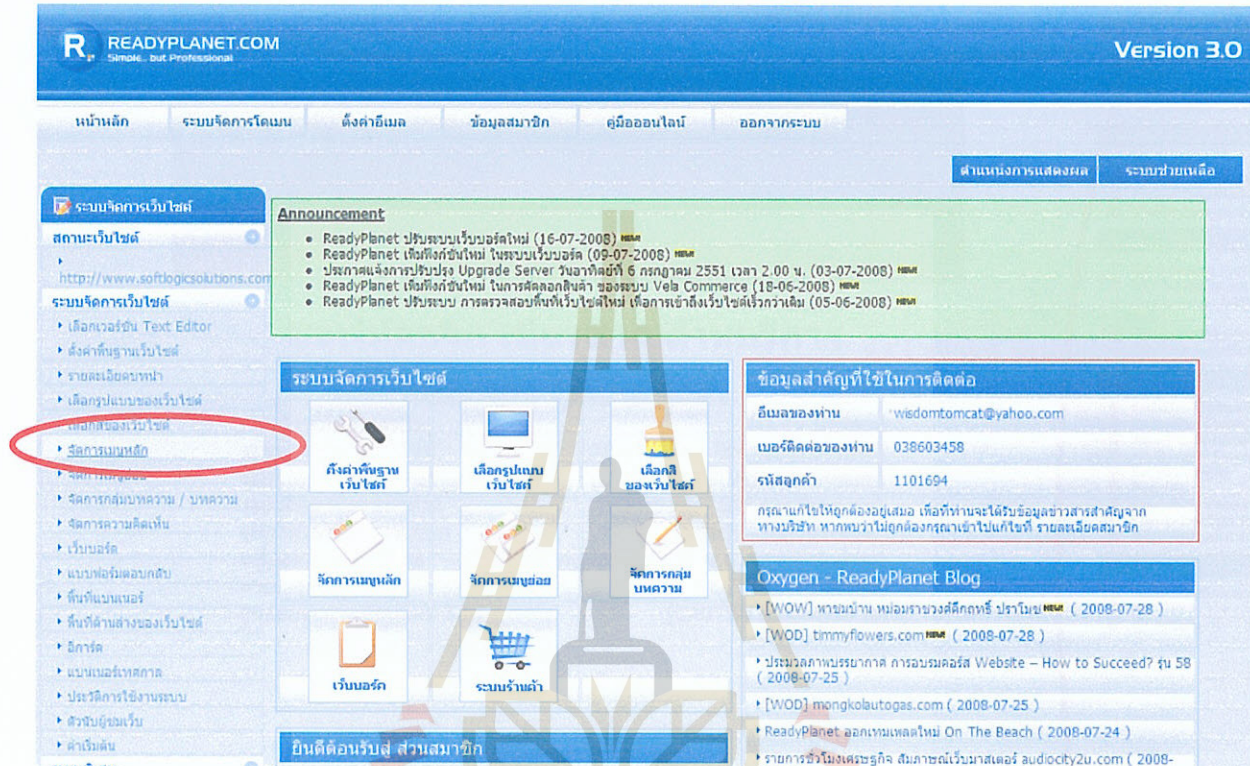 READYPLANET.COM
Simple.. but Professional
Version 3.0
หน้าหลัก
ระบบจัดการโดเมน
ตั้งค่าอีเมล
ข้อมูลสมาชิก
คู่มือออนไลน์
ออกจากระบบ
ตำแหน่งการแสดงผล
ระบบช่วยเหลือ
ระบบจัดการเว็บไซต์
สถานะเว็บไซต์
http://www.softlogicsolutions.com
ระบบจัดการเว็บไซต์
เลือกเวอร์ชั่น Text Editor
ตั้งค่าพื้นฐานเว็บไซต์
รายละเอียดบทนำ
เลือกรูปแบบของเว็บไซต์
เลือกสีของเว็บไซต์
จัดการเมนูหลัก
จัดการเมนูย่อย
จัดการกลุ่มบทความ / บทความ
จัดการความคิดเห็น
เว็บบอร์ด
แบบฟอร์มตอบกลับ
พื้นที่แบนเนอร์
พื้นที่ด้านล่างของเว็บไซต์
อีการ์ด
แบนเนอร์เทศกาล
ประวัติการใช้งานระบบ
ตัวนับผู้ชมเว็บ
ค่าเริ่มต้น
Announcement
ReadyPlanet ปรับระบบเว็บบอร์ดใหม่ (16-07-2008) NEW!
ReadyPlanet เพิ่มฟังก์ชันใหม่ ในระบบเว็บบอร์ด (09-07-2008) NEW!
ประกาศแจ้งการปรับปรุง Upgrade Server วันอาทิตย์ที่ 6 กรกฎาคม 2551 เวลา 2.00 น. (03-07-2008) NEW!
ReadyPlanet เพิ่มฟังก์ชันใหม่ ในการคัดลอกสินค้า ของระบบ Vela Commerce (18-06-2008) NEW!
ReadyPlanet ปรับระบบ การตรวจสอบพื้นที่เว็บไซต์ใหม่ เพื่อการเข้าถึงเว็บไซต์เร็วกว่าเดิม (05-06-2008) NEW!
ระบบจัดการเว็บไซต์
ตั้งค่าพื้นฐาน
เว็บไซต์
เลือกรูปแบบ
เว็บไซต์
เลือกสี
ของเว็บไซต์
จัดการเมนูหลัก
จัดการเมนูย่อย
จัดการกลุ่ม
บทความ
เว็บบอร์ด
ระบบร้านค้า
ยินดีต้อนรับสู่ ส่วนสมาชิก
ข้อมูลสำคัญที่ใช้ในการติดต่อ
อีเมลของท่าน
wisdomtomcat@yahoo.com
เบอร์ติดต่อของท่าน
038603458
รหัสลูกค้า
1101694
กรุณาแก้ไขให้ถูกต้องอยู่เสมอ เพื่อที่ท่านจะได้รับข้อมูลข่าวสารสำคัญจาก
ทางบริษัท หากพบว่าไม่ถูกต้องกรุณาเข้าไปแก้ไขที่ รายละเอียดสมาชิก
Oxygen - ReadyPlanet Blog
[WOW] พาชมบ้าน หม่อมราชวงศ์คึกฤทธิ์ ปราโมช NEW! ( 2008-07-28 )
[WOD] timmyflowers.com NEW! ( 2008-07-28 )
ประมวลภาพบรรยากาศ การอบรมคอร์ส Website – How to Succeed? รุ่น 58
( 2008-07-25 )
[WOD] mongkolautogas.com ( 2008-07-25 )
ReadyPlanet ออกเทมเพลตใหม่ On The Beach ( 2008-07-24 )
รายการชั่วโมงเศรษฐกิจ สัมภาษณ์เว็บมาสเตอร์ audiocity2u.com ( 2008-